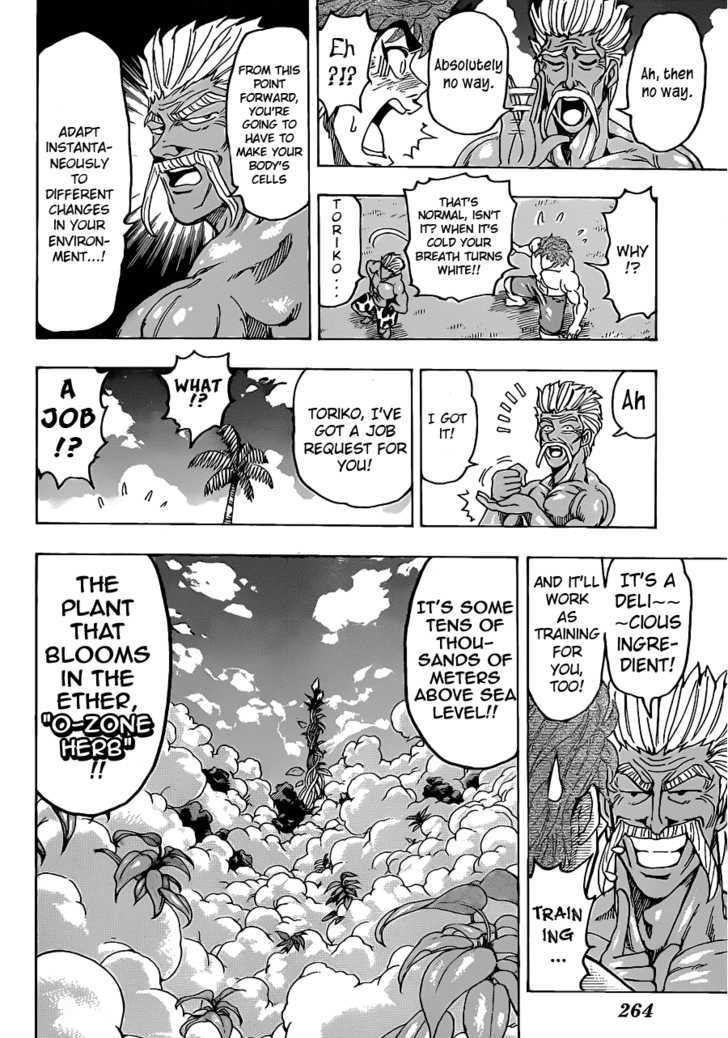 Ah, then
no way.
Absolutely
no way.
Eh
?!?
FROM THIS
POINT
FORWARD,
YOU'RE
GOING TO
HAVE TO
MAKE YOUR
BODY'S
CELLS
ADAPT
INSTANTA-
NEOUSLY
TO
DIFFERENT
CHANGES
IN YOUR
ENVIRON-
MENT...!
WHY
!?
THAT'S
NORMAL, ISN'T
IT? WHEN IT'S
COLD YOUR
BREATH TURNS
WHITE!!
TORIKO...
Ah
I GOT
IT!
TORIKO, I'VE
GOT A JOB
REQUEST FOR
YOU!
WHAT
!?
A
JOB
!?
IT'S A
DELI~~
~CIOUS
INGRE-
DIENT!
AND IT'LL
WORK
AS
TRAINING
FOR
YOU,
TOO!
TRAIN
ING
...
IT'S SOME
TENS OF
THOU-
SANDS OF
METERS
ABOVE SEA
LEVEL!!
THE
PLANT
THAT
BLOOMS
IN THE
ETHER,
"O-ZONE
HERB"
!!
264